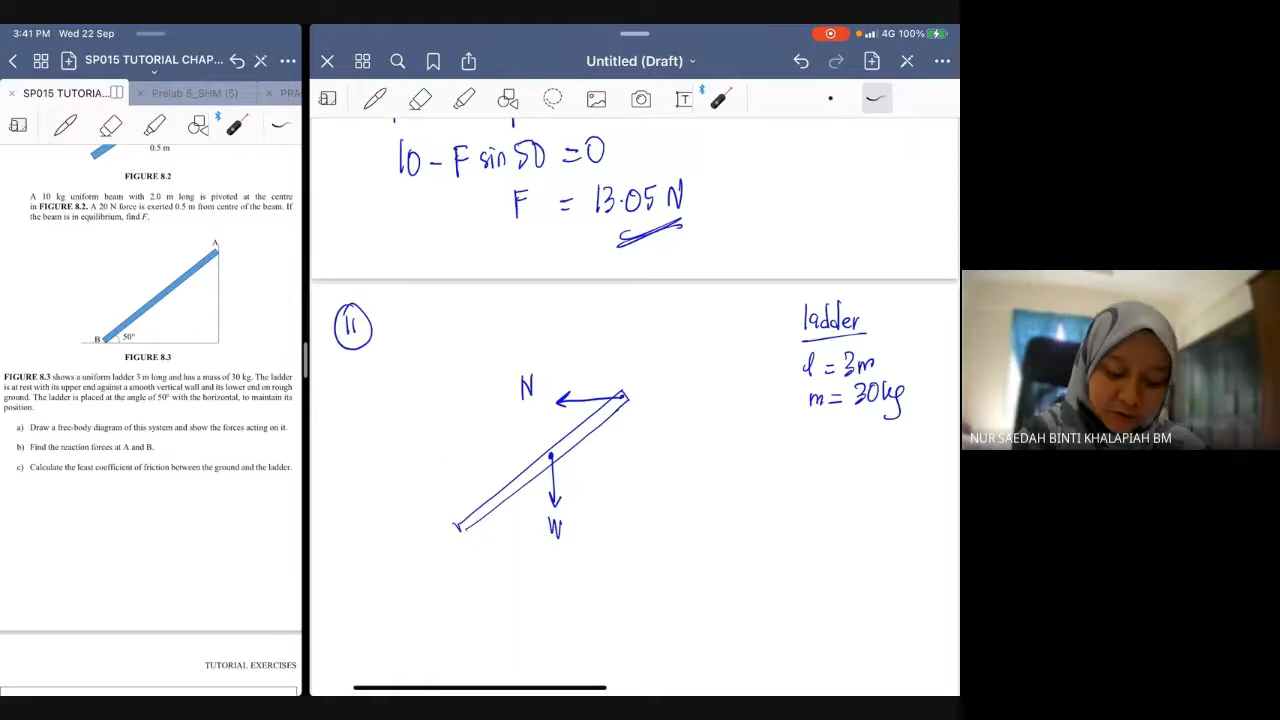 3:41 PM Wed 22 Sep
4G 100%
SP015 TUTORIAL CHAP...
Untitled (Draft)
SP015 TUTORIA...
Prelab 5_SHM (5)
PRA
0.5 m
FIGURE 8.2
A 10 kg uniform beam with 2.0 m long is pivoted at the centre
in FIGURE 8.2. A 20 N force is exerted 0.5 m from centre of the beam. If
the beam is in equilibrium, find F.
A
B
50°
FIGURE 8.3
FIGURE 8.3 shows a uniform ladder 3 m long and has a mass of 30 kg. The ladder
is at rest with its upper end against a smooth vertical wall and its lower end on rough
ground. The ladder is placed at the angle of 50° with the horizontal, to maintain its
position.
a) Draw a free-body diagram of this system and show the forces acting on it.
b) Find the reaction forces at A and B.
c) Calculate the least coefficient of friction between the ground and the ladder.
TUTORIAL EXERCISES
10 - F sin 50 = 0
F = 13.05 N
11
ladder
l = 3m
m = 30kg
N
W
NUR SAEDAH BINTI KHALAPIAH BM